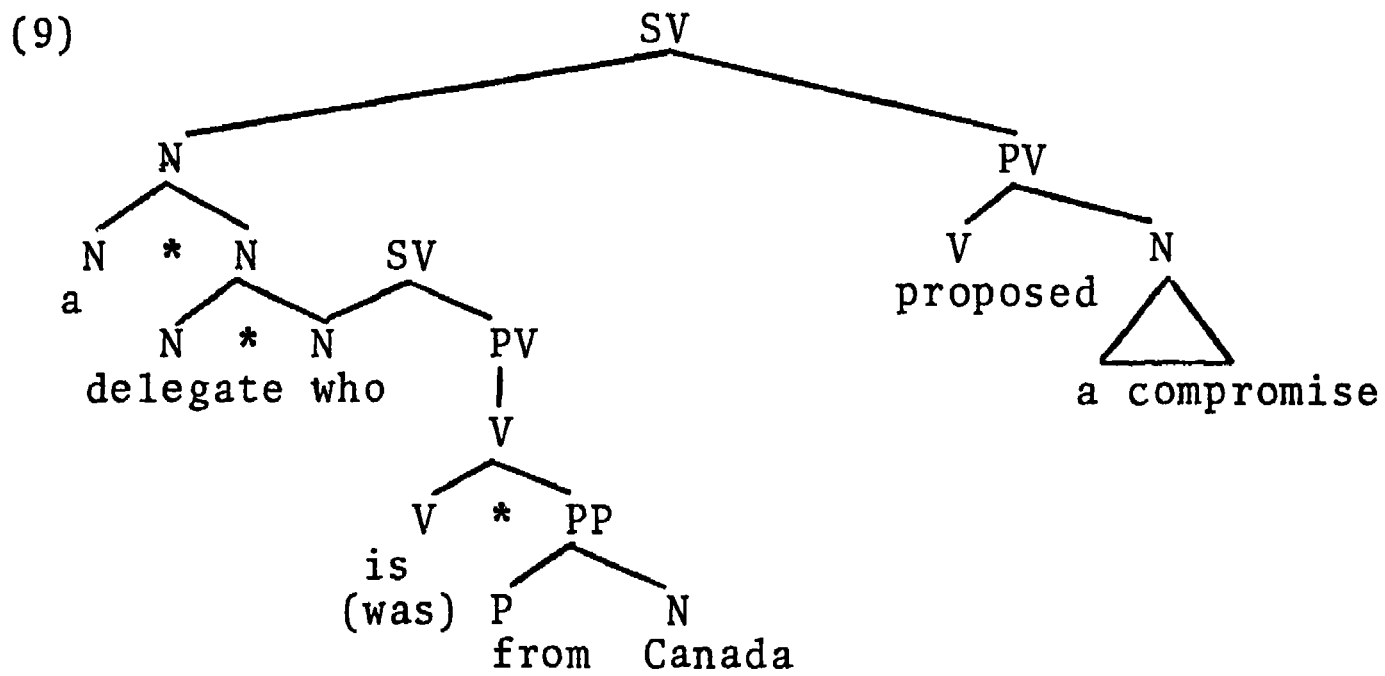 (9) SV
N PV
N * N SV V N
a proposed
N * N PV
delegate who a compromise
V
V * PP
is
(was) P N
from Canada